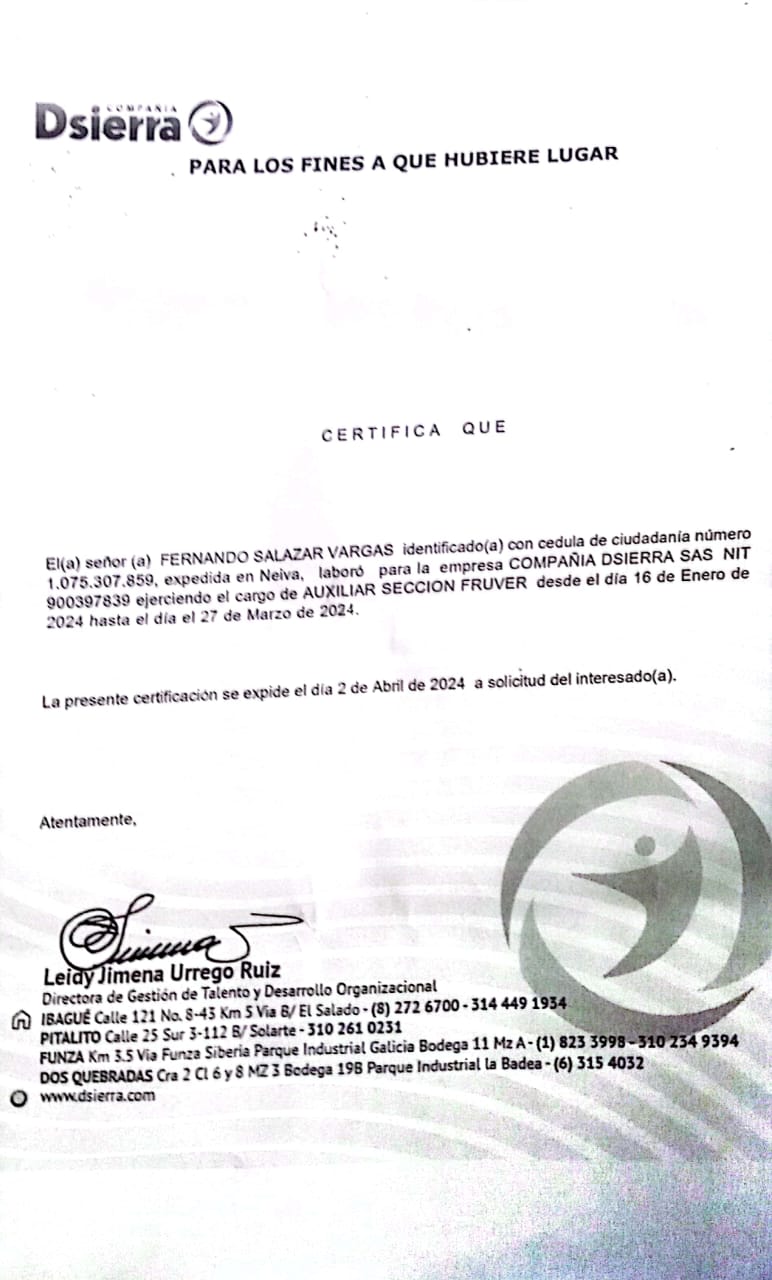 COMPAÑIA
Dsierra
PARA LOS FINES A QUE HUBIERE LUGAR
CERTIFICA QUE
El(a) señor (a) FERNANDO SALAZAR VARGAS identificado(a) con cedula de ciudadanía número
1.075.307.859, expedida en Neiva, laboró para la empresa COMPAÑIA DSIERRA SAS NIT
900397839 ejerciendo el cargo de AUXILIAR SECCION FRUVER desde el día 16 de Enero de
2024 hasta el día el 27 de Marzo de 2024.
La presente certificación se expide el día 2 de Abril de 2024 a solicitud del interesado(a).
Atentamente,
Leidy Jimena Urrego Ruiz
Directora de Gestión de Talento y Desarrollo Organizacional
IBAGUÉ Calle 121 No. 8-43 Km 5 Via B/ El Salado - (8) 272 6700 - 314 449 1934
PITALITO Calle 25 Sur 3-112 B/ Solarte - 310 261 0231
FUNZA Km 3.5 Via Funza Siberia Parque Industrial Galicia Bodega 11 Mz A - (1) 823 3998 - 310 234 9394
DOS QUEBRADAS Cra 2 Cl 6 y 8 MZ 3 Bodega 19B Parque Industrial la Badea - (6) 315 4032
www.dsierra.com